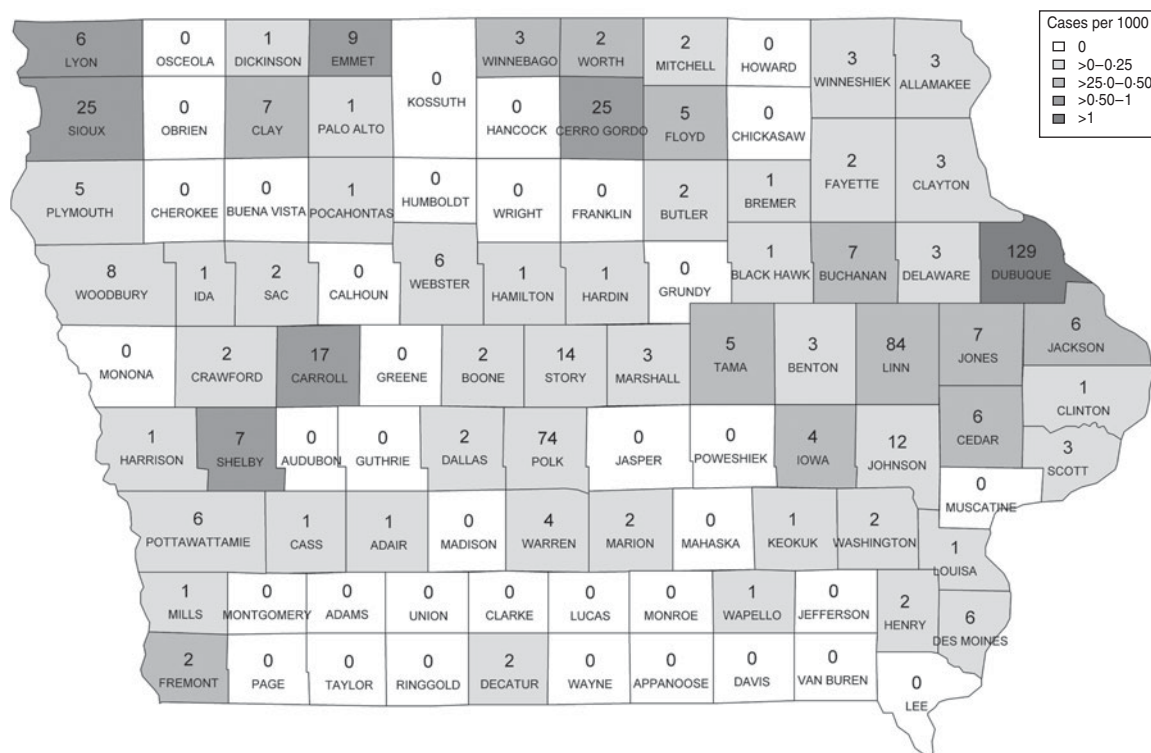 Cases per 1000
0
>0–0·25
>25·0–0·50
>0·50–1
>1
6
LYON
0
OSCEOLA
1
DICKINSON
9
EMMET
0
KOSSUTH
3
WINNEBAGO
2
WORTH
2
MITCHELL
0
HOWARD
3
WINNESHIEK
3
ALLAMAKEE
25
SIOUX
0
OBRIEN
7
CLAY
1
PALO ALTO
0
HANCOCK
25
CERRO GORDO
5
FLOYD
0
CHICKASAW
5
PLYMOUTH
0
CHEROKEE
0
BUENA VISTA
1
POCAHONTAS
0
HUMBOLDT
0
WRIGHT
0
FRANKLIN
2
BUTLER
1
BREMER
2
FAYETTE
3
CLAYTON
8
WOODBURY
1
IDA
2
SAC
0
CALHOUN
6
WEBSTER
1
HAMILTON
1
HARDIN
0
GRUNDY
1
BLACK HAWK
7
BUCHANAN
3
DELAWARE
129
DUBUQUE
0
MONONA
2
CRAWFORD
17
CARROLL
0
GREENE
2
BOONE
14
STORY
3
MARSHALL
5
TAMA
3
BENTON
84
LINN
7
JONES
6
JACKSON
1
CLINTON
1
HARRISON
7
SHELBY
0
AUDUBON
0
GUTHRIE
2
DALLAS
74
POLK
0
JASPER
0
POWESHIEK
4
IOWA
12
JOHNSON
6
CEDAR
3
SCOTT
0
MUSCATINE
6
POTTAWATTAMIE
1
CASS
1
ADAIR
0
MADISON
4
WARREN
2
MARION
0
MAHASKA
1
KEOKUK
2
WASHINGTON
1
LOUISA
1
MILLS
0
MONTGOMERY
0
ADAMS
0
UNION
0
CLARKE
0
LUCAS
0
MONROE
1
WAPELLO
0
JEFFERSON
2
HENRY
6
DES MOINES
2
FREMONT
0
PAGE
0
TAYLOR
0
RINGGOLD
2
DECATUR
0
WAYNE
0
APPANOOSE
0
DAVIS
0
VAN BUREN
0
LEE